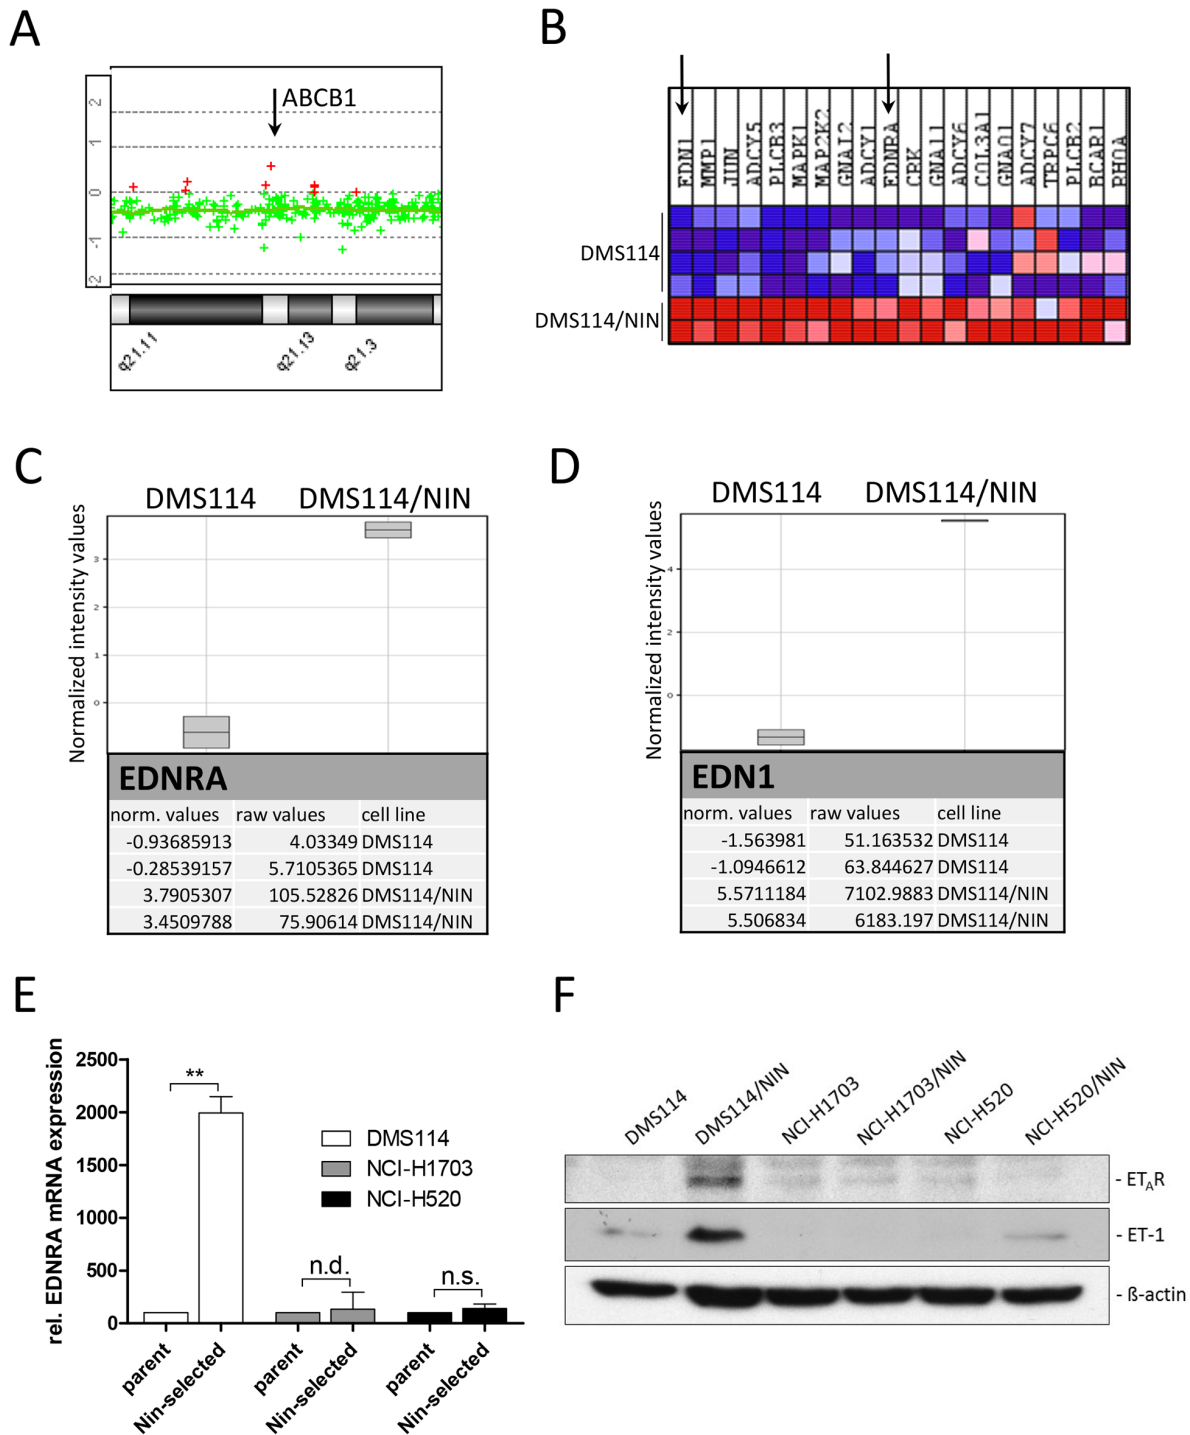 A
ABCB1
2
1
0
-1
-2
q21.11
q21.13
q21.3
B
EDN1
MMP1
JUN
ADCY5
PLCB3
MAPK1
MAP2K2
GNAI2
ADCY1
EDNRA
CRK
GNA11
ADCY6
COL3A1
GNAO1
ADCY7
TRPC6
PLCB2
BCAR1
RHOA
DMS114
DMS114/NIN
C
DMS114 DMS114/NIN
Normalized intensity values
3
2
1
0
EDNRA
norm. values raw values cell line
-0.93685913 4.03349 DMS114
-0.28539157 5.7105365 DMS114
3.7905307 105.52826 DMS114/NIN
3.4509788 75.90614 DMS114/NIN
D
DMS114 DMS114/NIN
Normalized intensity values
4
2
0
EDN1
norm. values raw values cell line
-1.563981 51.163532 DMS114
-1.0946612 63.844627 DMS114
5.5711184 7102.9883 DMS114/NIN
5.506834 6183.197 DMS114/NIN
E
rel. EDNRA mRNA expression
2500
2000
1500
1000
500
0
**
n.d.
n.s.
DMS114
NCI-H1703
NCI-H520
parent
Nin-selected
parent
Nin-selected
parent
Nin-selected
F
DMS114
DMS114/NIN
NCI-H1703
NCI-H1703/NIN
NCI-H520
NCI-H520/NIN
- ETAR
- ET-1
- ß-actin